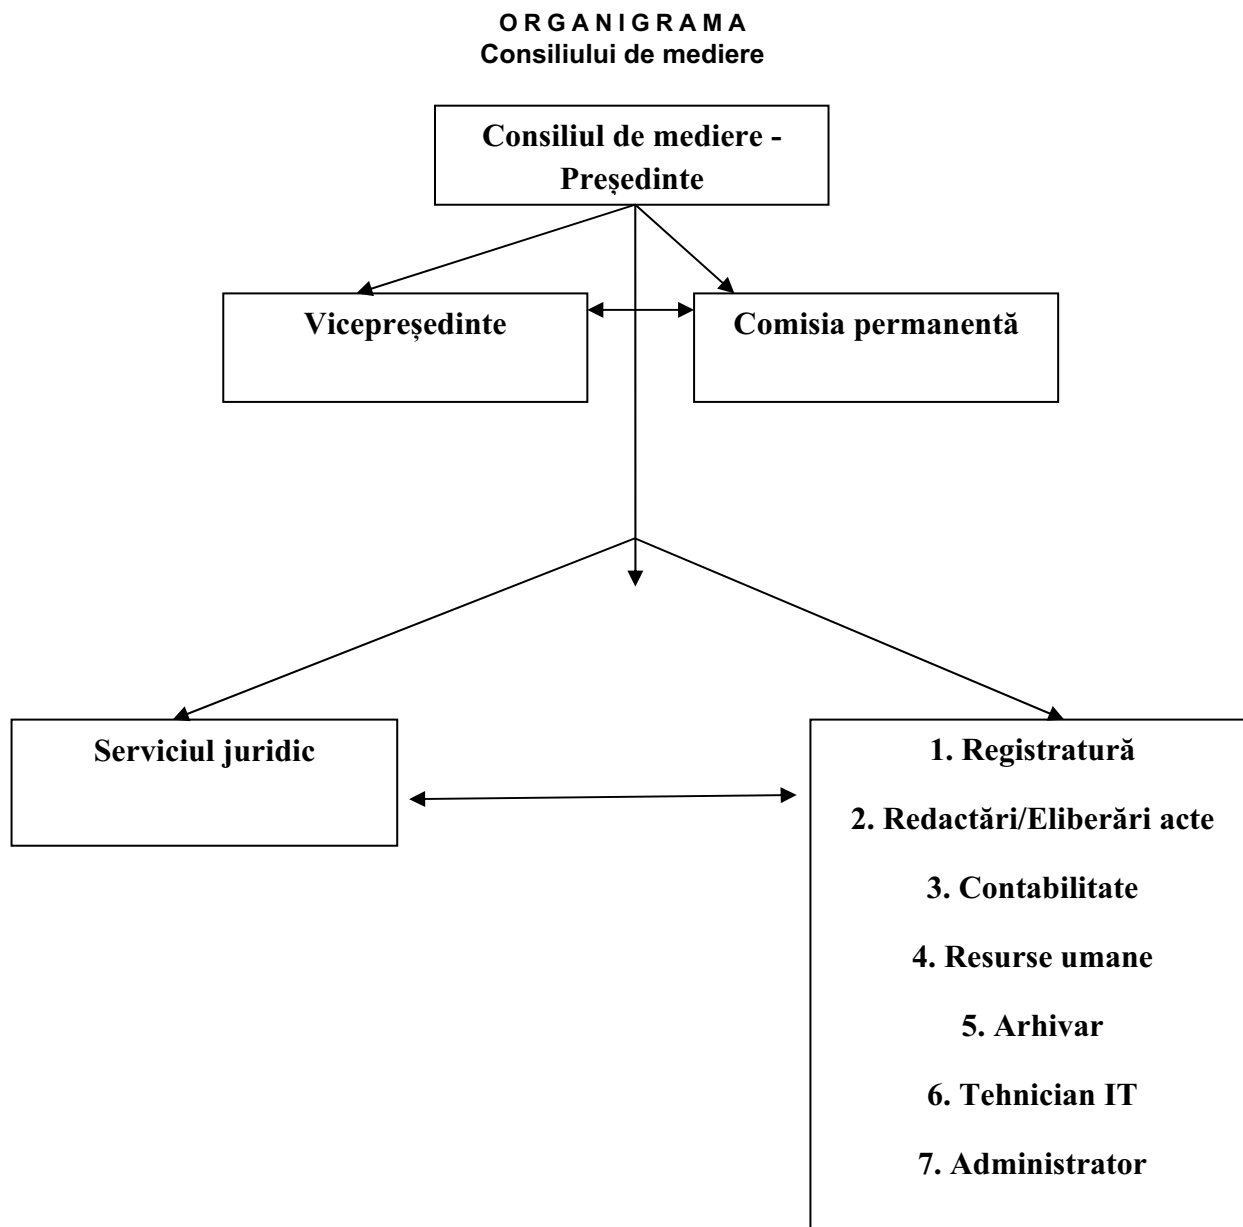 O R G A N I G R A M A
Consiliului de mediere
Consiliul de mediere -
Președinte
Vicepreședinte
Comisia permanentă
Serviciul juridic
1. Registratură
2. Redactări/Eliberări acte
3. Contabilitate
4. Resurse umane
5. Arhivar
6. Tehnician IT
7. Administrator